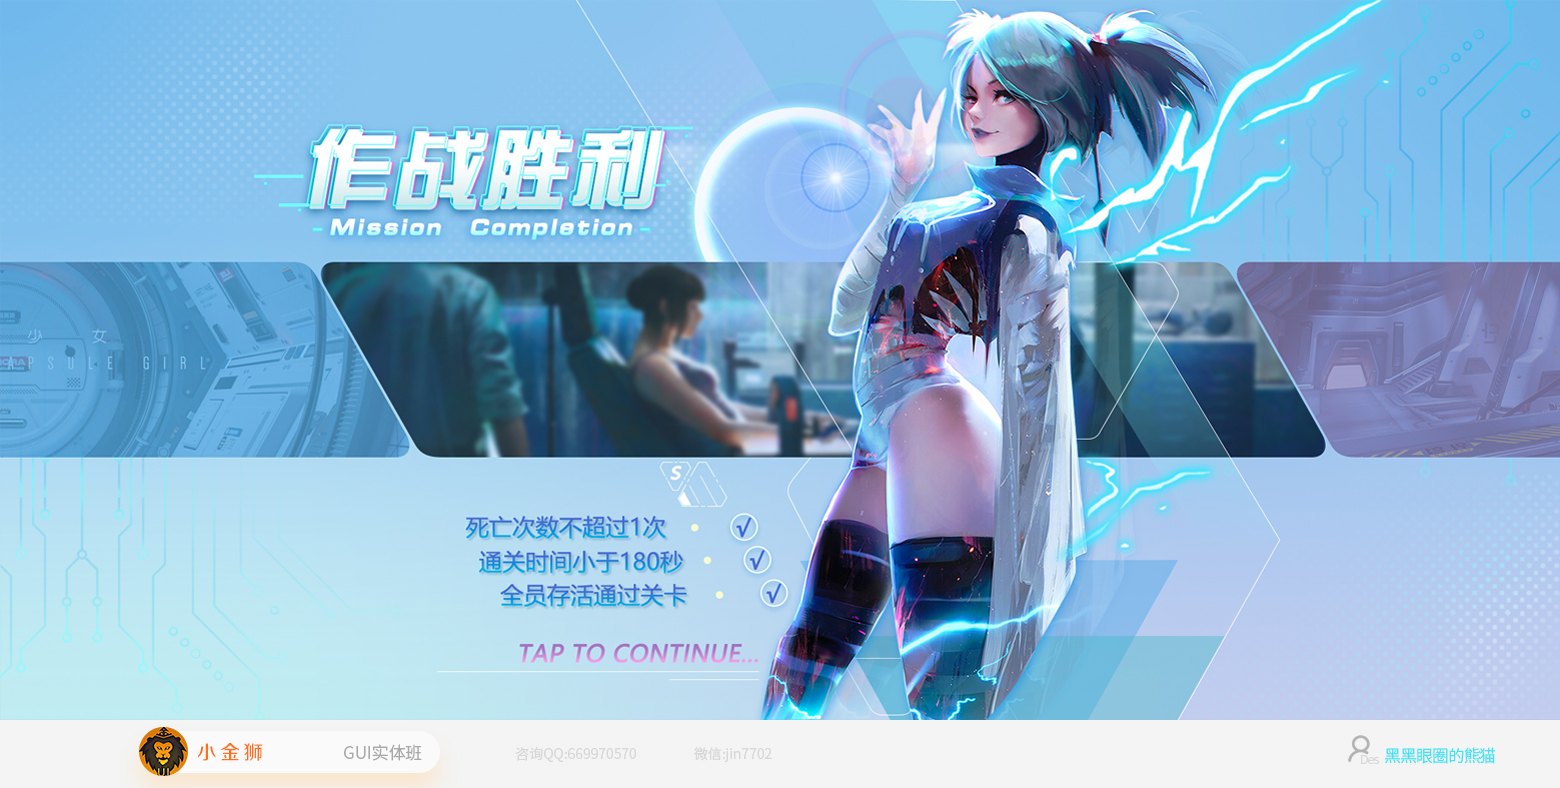 作战胜利
Mission Completion
少 女
APSULE GIRL
S
死亡次数不超过1次 √
通关时间小于180秒 √
全员存活通过关卡 √
TAP TO CONTINUE...
小金狮 GUI实体班 咨询QQ:669970570 微信:jin7702 Des 黑黑眼圈的熊猫